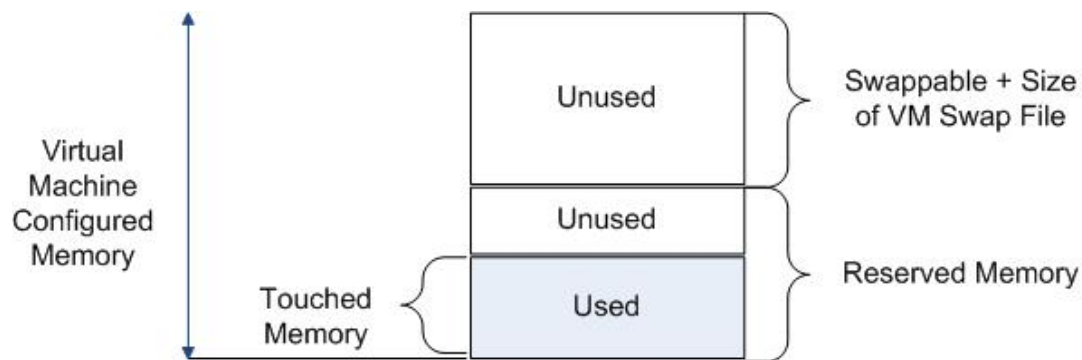 Unused
Swappable + Size
of VM Swap File
Virtual
Machine
Configured
Memory
Unused
Reserved Memory
Touched
Memory
Used